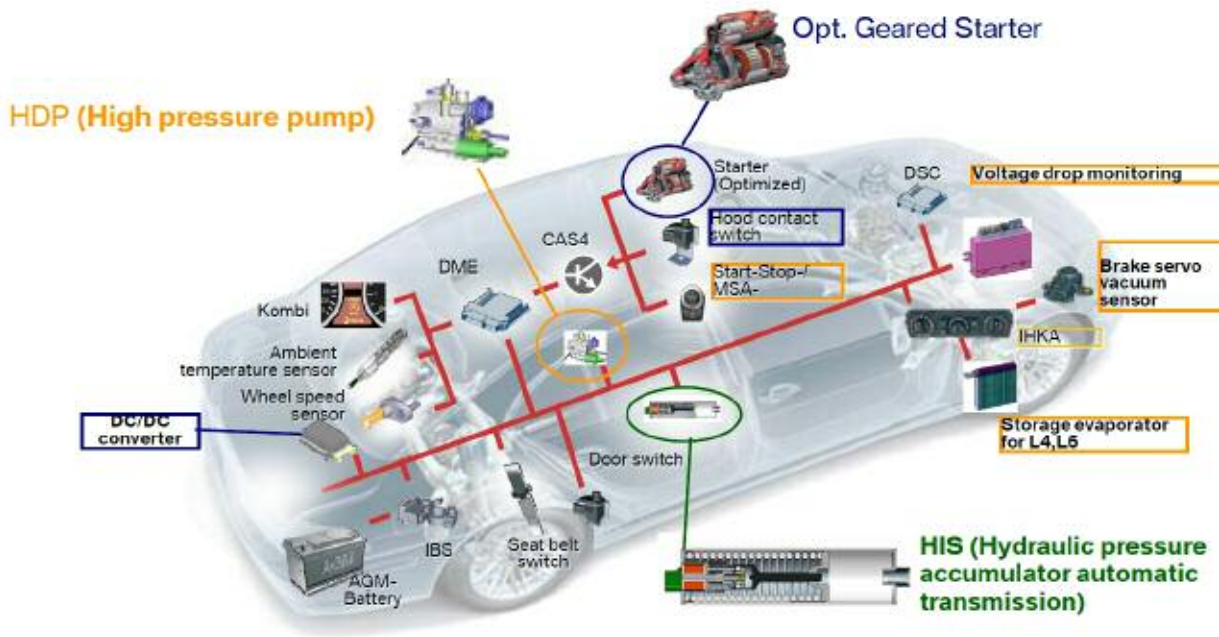 Opt. Geared Starter
HDP (High pressure pump)
Starter
(Optimized)
DSC
Voltage drop monitoring
Hood contact
switch
CAS4
DME
Start-Stop-/
MSA-
Brake servo
vacuum
sensor
Kombi
IHKA
Ambient
temperature sensor
Wheel speed
sensor
DC/DC
converter
Storage evaporator
for L4,L6
Door switch
IBS
Seat belt
switch
AGM-
Battery
HIS (Hydraulic pressure
accumulator automatic
transmission)